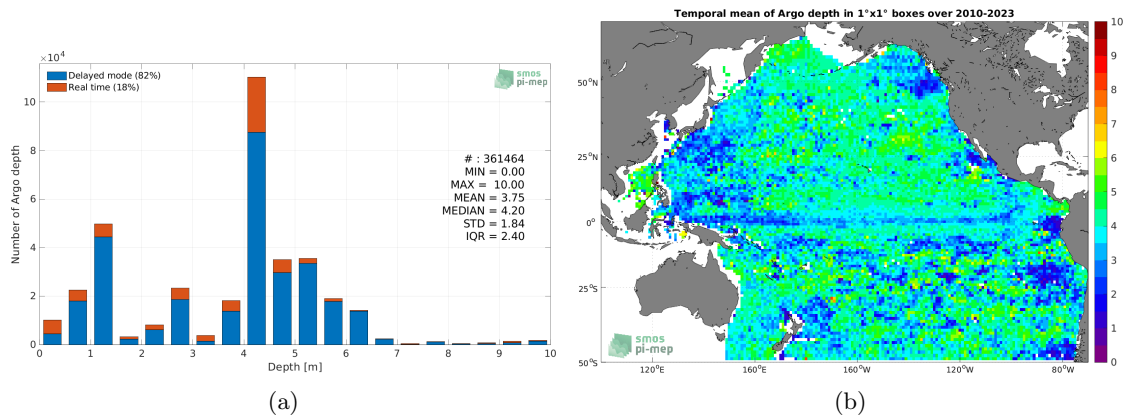 ×10⁴
Delayed mode (82%)
Real time (18%)
smos
pi-mep
10
8
6
4
2
0
Number of Argo depth
# : 361464
MIN = 0.00
MAX = 10.00
MEAN = 3.75
MEDIAN = 4.20
STD = 1.84
IQR = 2.40
0 1 2 3 4 5 6 7 8 9 10
Depth [m]
(a)
Temporal mean of Argo depth in 1°x1° boxes over 2010-2023
50°N
25°N
0°
25°S
50°S
120°W 160°E 160°W 120°W 80°W
smos
pi-mep
10
9
8
7
6
5
4
3
2
1
0
(b)